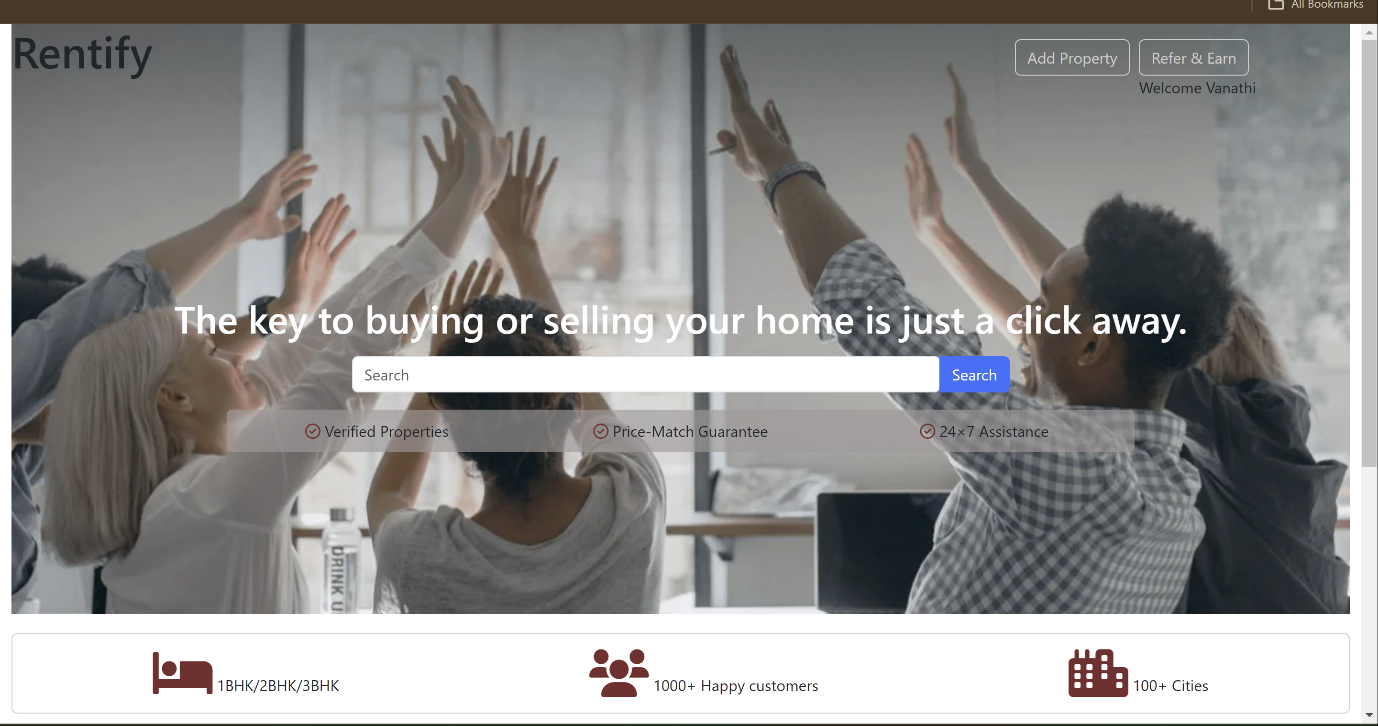 All Bookmarks
Rentify
Add Property
Refer & Earn
Welcome Vanathi
The key to buying or selling your home is just a click away.
Search
Search
Verified Properties
Price-Match Guarantee
24×7 Assistance
DRINK
1BHK/2BHK/3BHK
1000+ Happy customers
100+ Cities